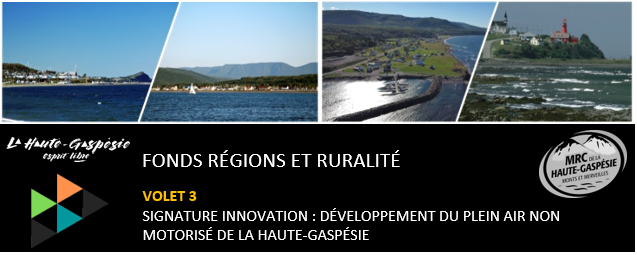 La Haute-Gaspésie
esprit libre
FONDS RÉGIONS ET RURALITÉ
MRC DE LA
HAUTE-GASPÉSIE
MONTS ET MERVEILLES
VOLET 3
SIGNATURE INNOVATION : DÉVELOPPEMENT DU PLEIN AIR NON
MOTORISÉ DE LA HAUTE-GASPÉSIE